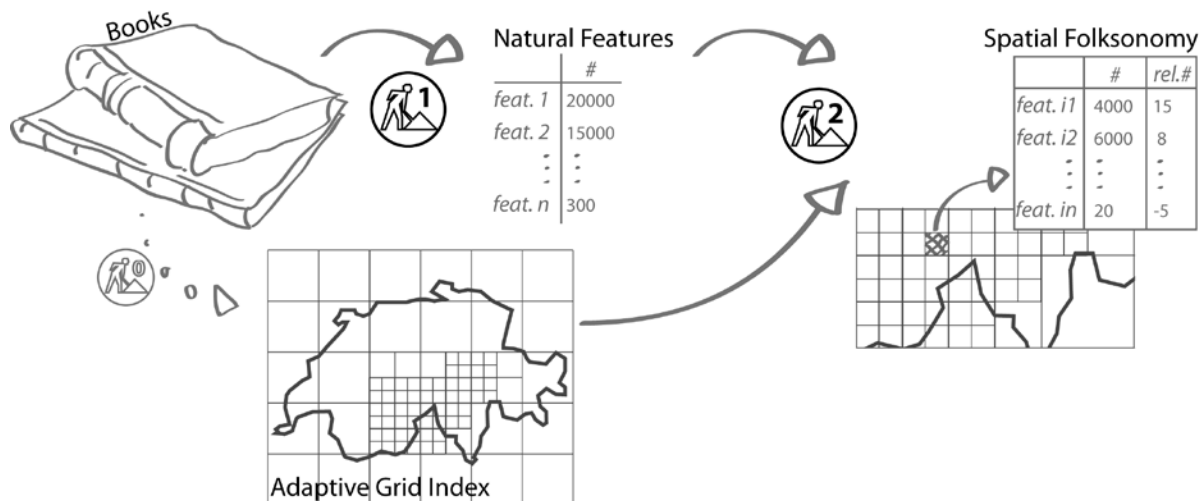 Books
1
Natural Features
#
feat. 1 20000
feat. 2 15000
feat. n 300
2
Spatial Folksonomy
# rel.#
feat. i1 4000 15
feat. i2 6000 8
feat. in 20 -5
0
Adaptive Grid Index